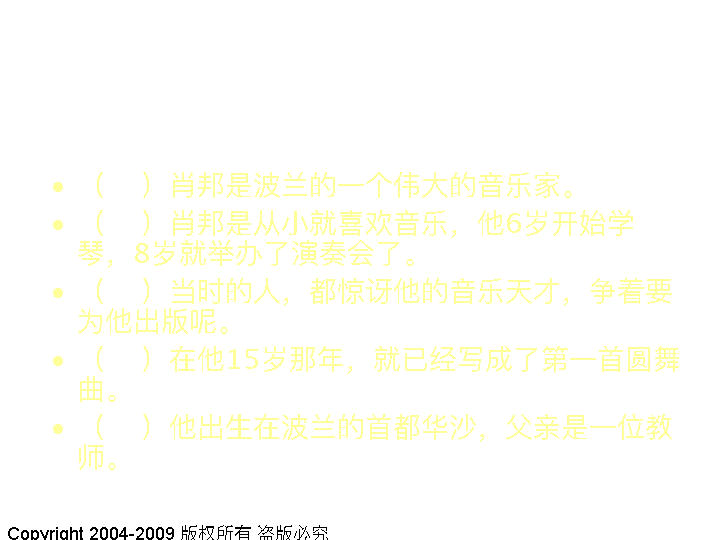 • （ ）肖邦是波兰的一个伟大的音乐家。
• （ ）肖邦是从小就喜欢音乐，他6岁开始学
琴，8岁就举办了演奏会了。
• （ ）当时的人，都惊讶他的音乐天才，争着要
为他出版呢。
• （ ）在他15岁那年，就已经写成了第一首圆舞
曲。
• （ ）他出生在波兰的首都华沙，父亲是一位教
师。
Copyright 2004-2009 版权所有 盗版必究